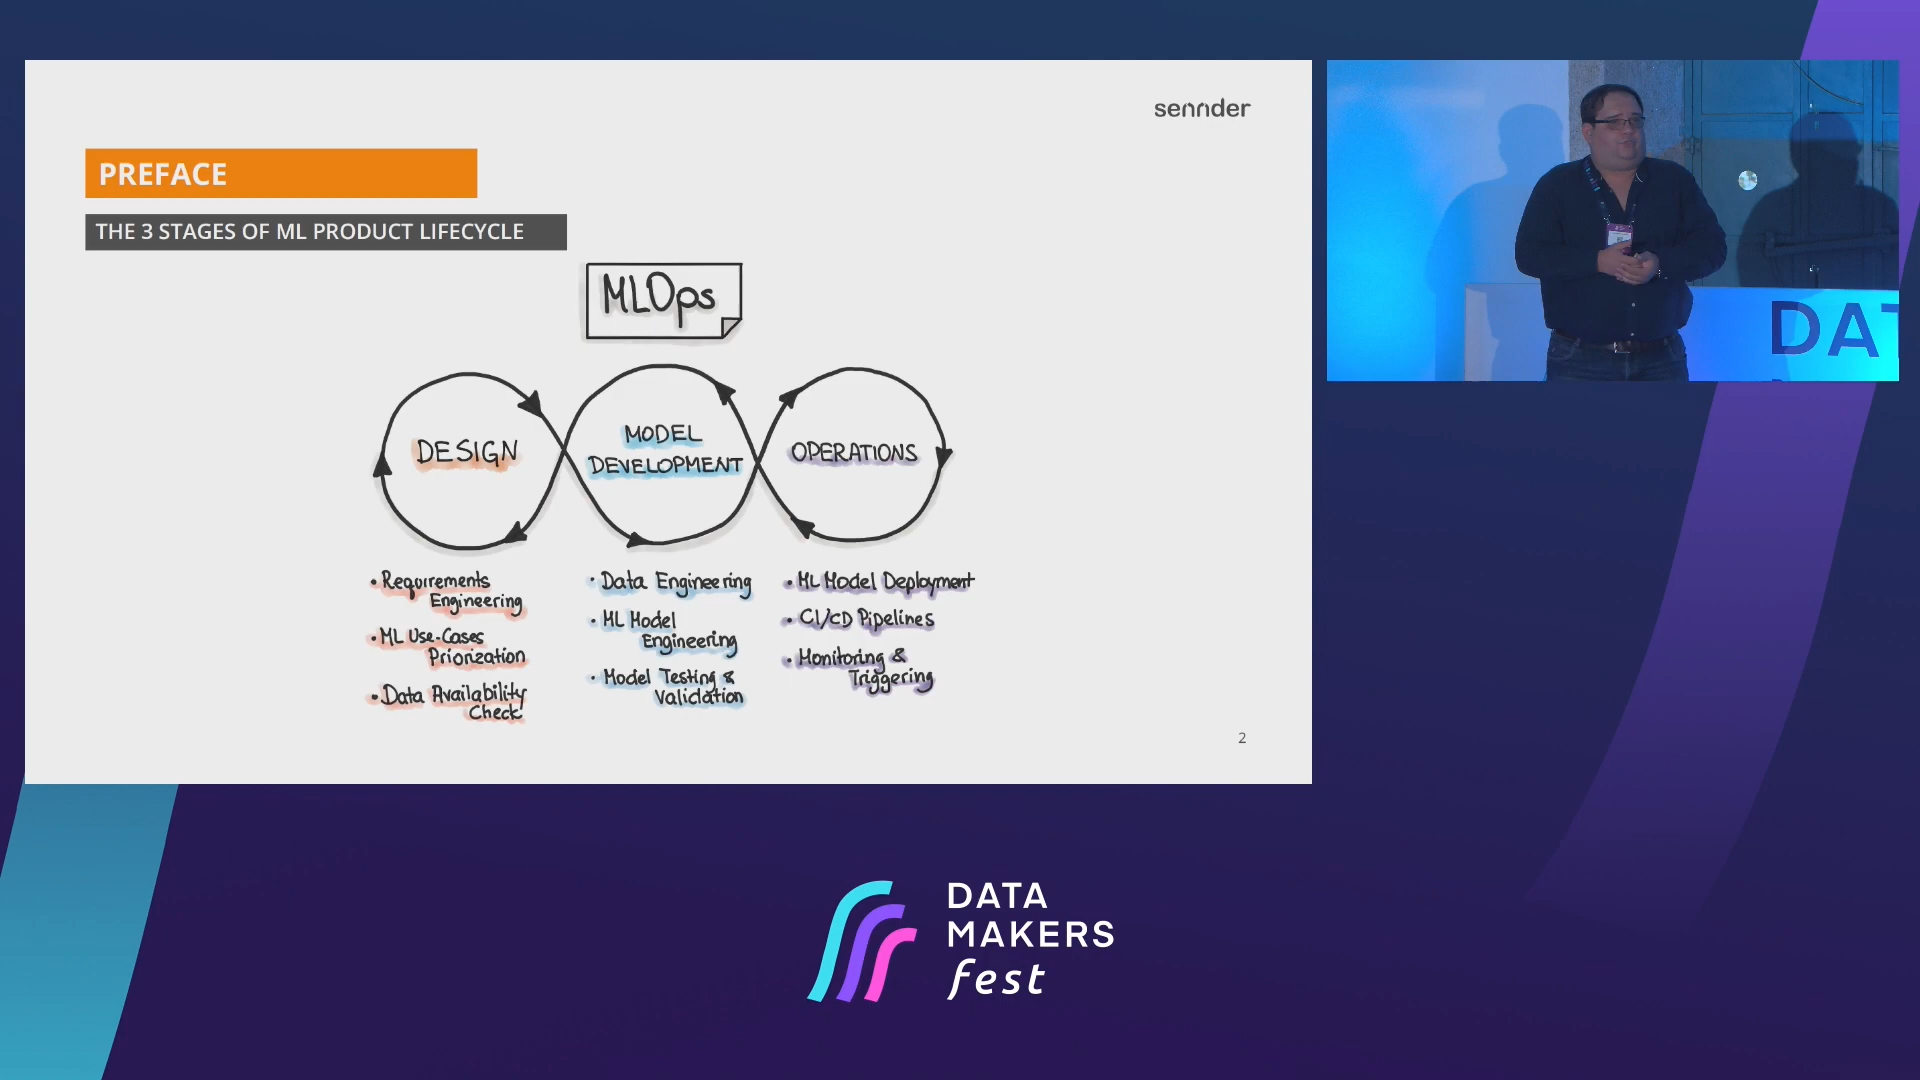 sennder
PREFACE
THE 3 STAGES OF ML PRODUCT LIFECYCLE
MLOps
DESIGN
MODEL
DEVELOPMENT
OPERATIONS
• Requirements
Engineering
• ML Use-Cases
Priorization
• Data Availability
Check
• Data Engineering
• ML Model
Engineering
• Model Testing &
Validation
• ML Model Deployment
• CI/CD Pipelines
• Monitoring &
Triggering
2
DAT
DATA
MAKERS
fest